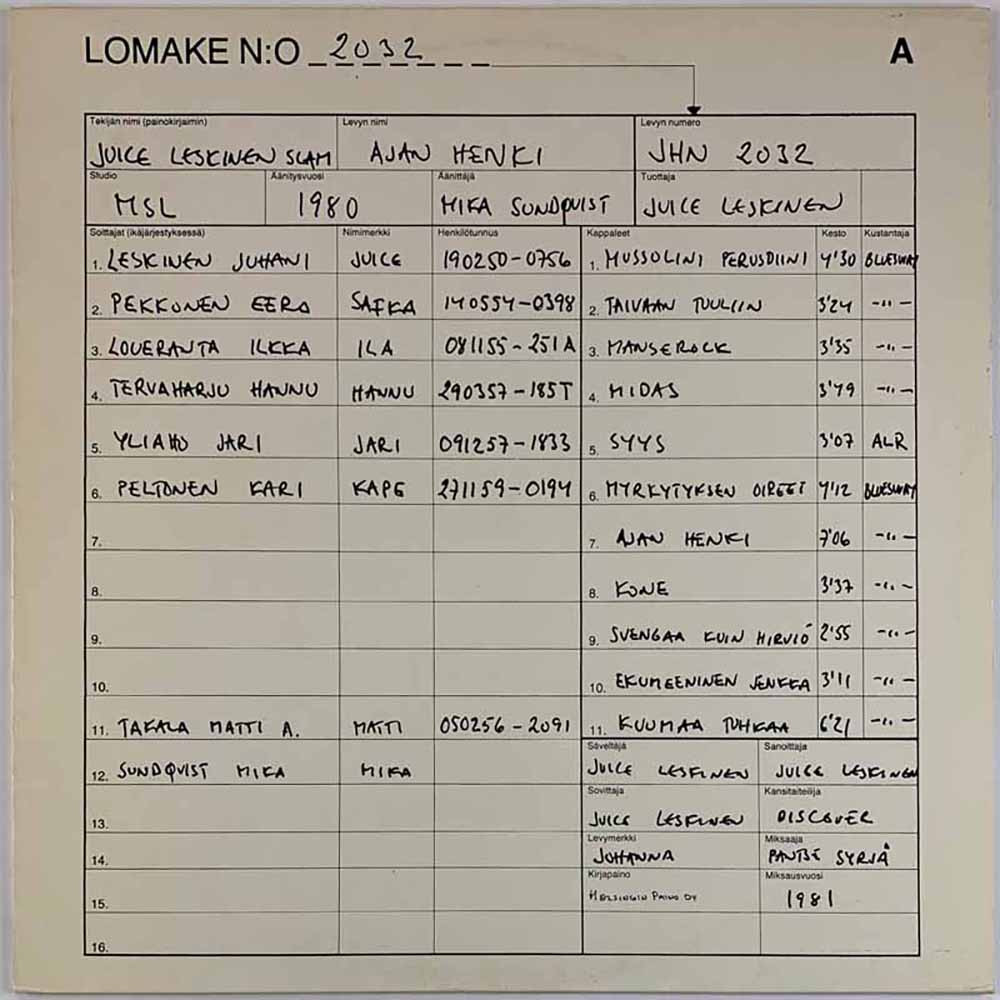 LOMAKE N:O 2032 A
Tekijän nimi (painokirjaimin) Levyn nimi Levyn numero
JUICE LESKINEN SLAM AJAN HENKI JHN 2032
Studio Äänitysvuosi Äänittäjä Tuottaja
MSL 1980 MIKA SUNDQVIST JUICE LESKINEN
Soittajat (ikäjärjestyksessä) Nimimerkki Henkilötunnus Kappaleet Kesto Kustantaja
1. LESKINEN JUHANI JUICE 190250-0756 1. MUSSOLINI PERUSDIINI 4'30 BLUESWAY
2. PEKKONEN EERO SAFKA 140554-0398 2. TAIVAAN TUULIIN 3'24 -"-
3. LOUERANTA ILKKA ILA 081155-251A 3. MANSEROCK 3'35 -"-
4. TERVAHARJU HANNU HANNU 290357-185T 4. MIDAS 3'49 -"-
5. YLIAHO JARI JARI 091257-1833 5. SYYS 3'07 ALR
6. PELTONEN KARI KAPE 271159-0194 6. MYRKYTYKSEN OIREET 4'12 BLUESWAY
7. 7. AJAN HENKI 7'06 -"-
8. 8. KONE 3'37 -"-
9. 9. SVENGAA KUIN HIRVIÖ 2'55 -"-
10. 10. EKUMEENINEN JENKKA 3'11 -"-
11. TAKALA MATTI A. MATTI 050256-2091 11. KUUMAA TUHKAA 6'21 -"-
Säveltäjä Sanoittaja
12. SUNDQVIST MIKA MIKA JUICE LESKINEN JUICE LESKINEN
Sovittaja Kansitaiteilija
13. JUICE LESKINEN DISCOVER
Levymerkki Miksaaja
14. JOHANNA PANTSE SYRJÄ
Kirjapaino Miksausvuosi
15. HELSINGIN PAINO OY 1981
16.